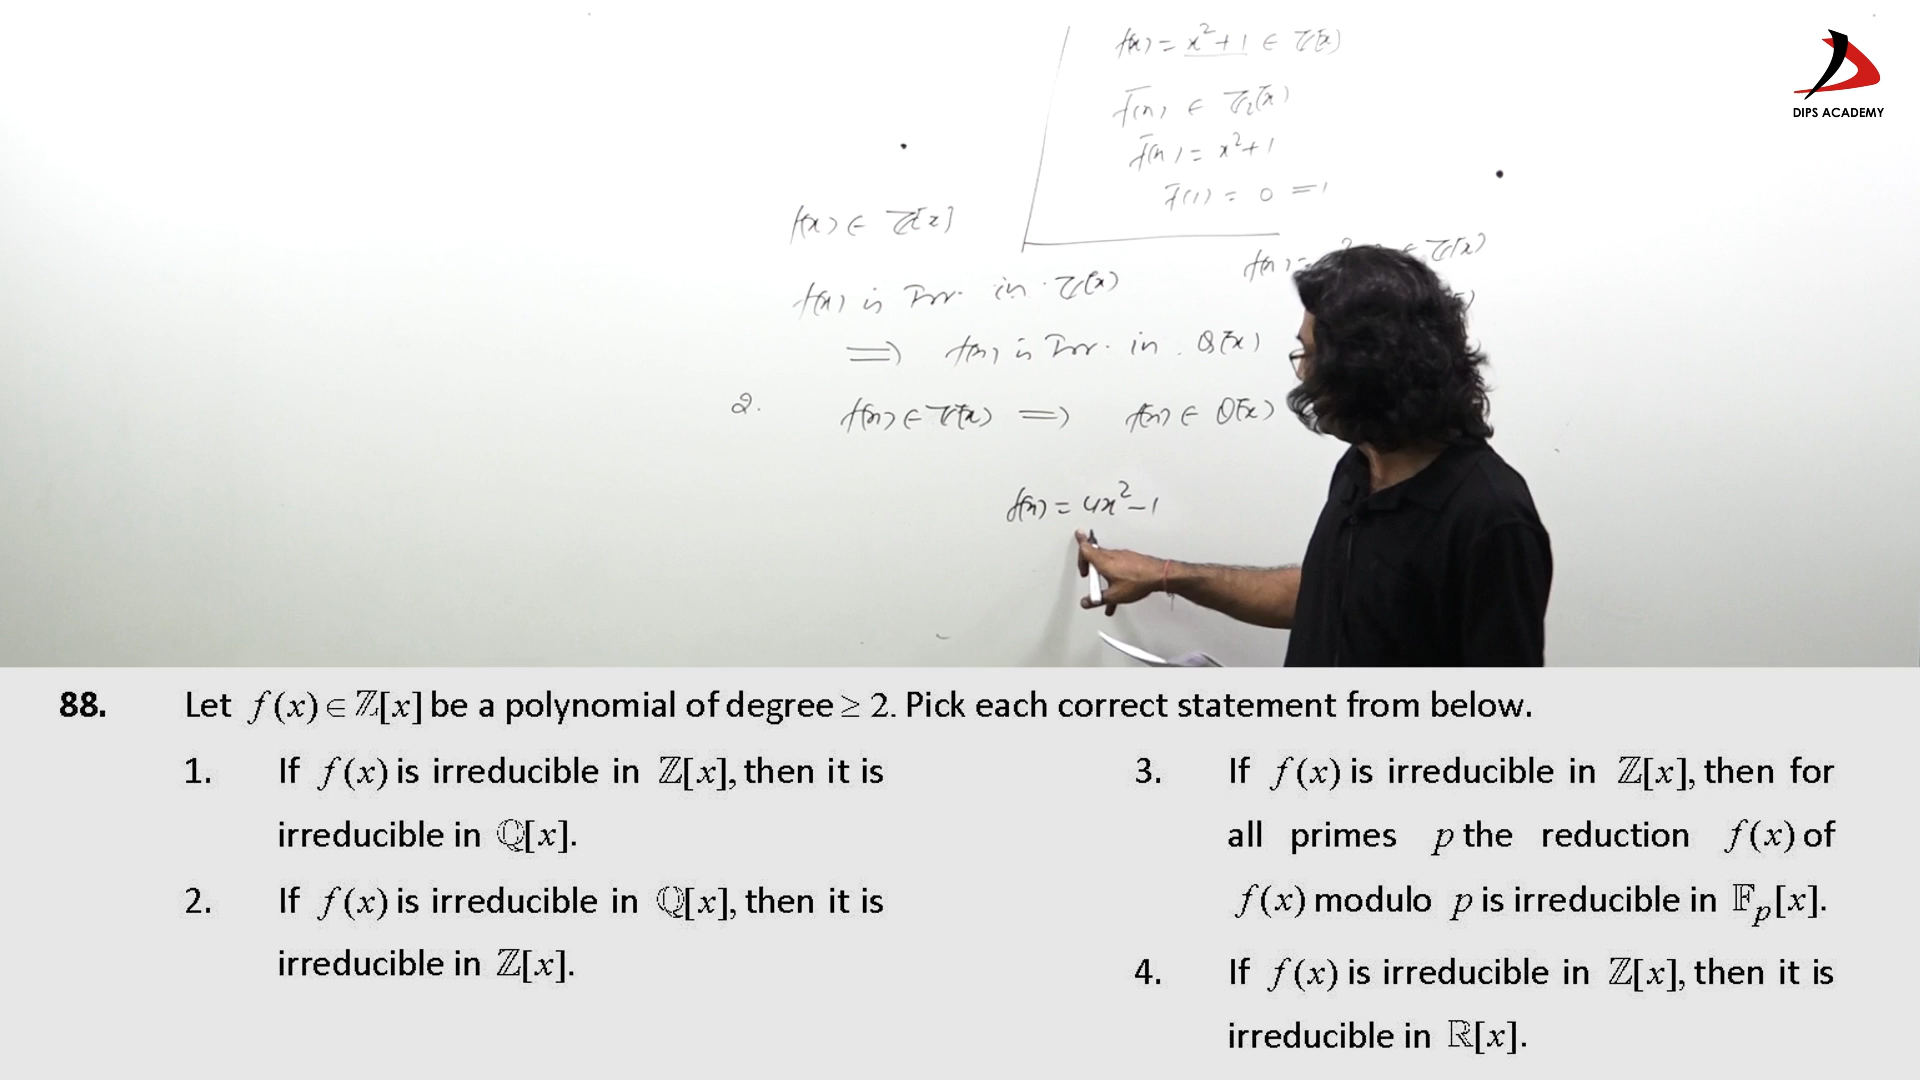 f(x) = x²+1 ∈ ℤ[x]
f̄(x) ∈ ℤ₂[x]
f̄(x) = x²+1
f̄(1) = 0 =1
DIPS ACADEMY
f(x) ∈ ℤ[x]
f(x) is Irr. in ℤ[x]
⇒ f(x) is Irr. in Q[x]
f(x) =
∈ ℤ[x]
2. f(x) ∈ ℤ[x] ⇒ f(x) ∈ Q[x]
f(x) = 4x²-1
88. Let f(x) ∈ ℤ[x] be a polynomial of degree ≥ 2. Pick each correct statement from below.
1. If f(x) is irreducible in ℤ[x], then it is
irreducible in ℚ[x].
2. If f(x) is irreducible in ℚ[x], then it is
irreducible in ℤ[x].
3. If f(x) is irreducible in ℤ[x], then for
all primes p the reduction f(x) of
f(x) modulo p is irreducible in 𝔽ₚ[x].
4. If f(x) is irreducible in ℤ[x], then it is
irreducible in ℝ[x].